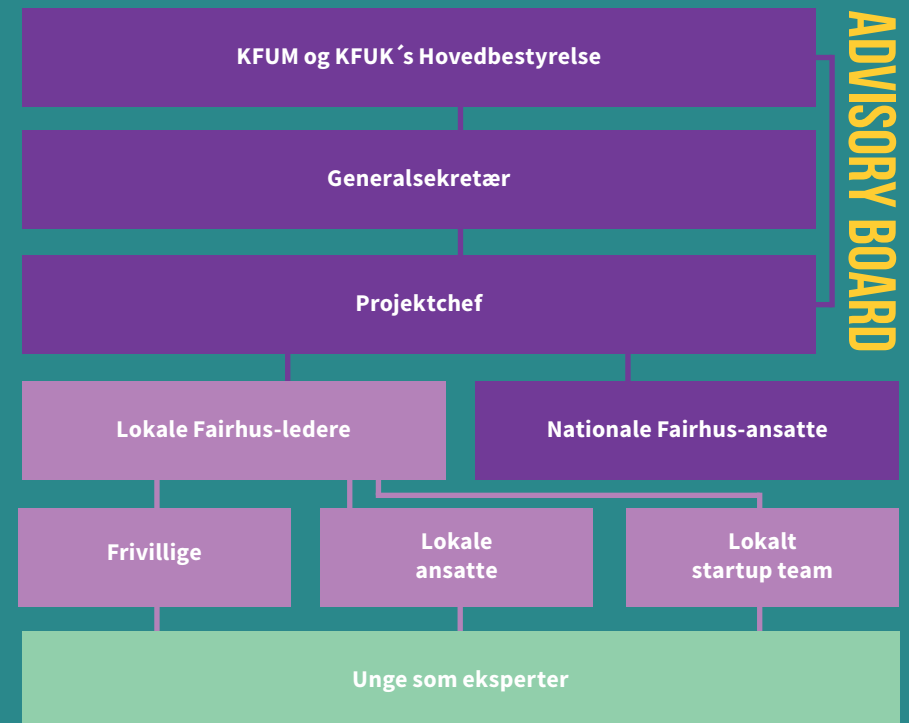 KFUM og KFUK´s Hovedbestyrelse
ADVISORY BOARD
Generalsekretær
Projektchef
Lokale Fairhus-ledere
Nationale Fairhus-ansatte
Frivillige
Lokale
ansatte
Lokalt
startup team
Unge som eksperter